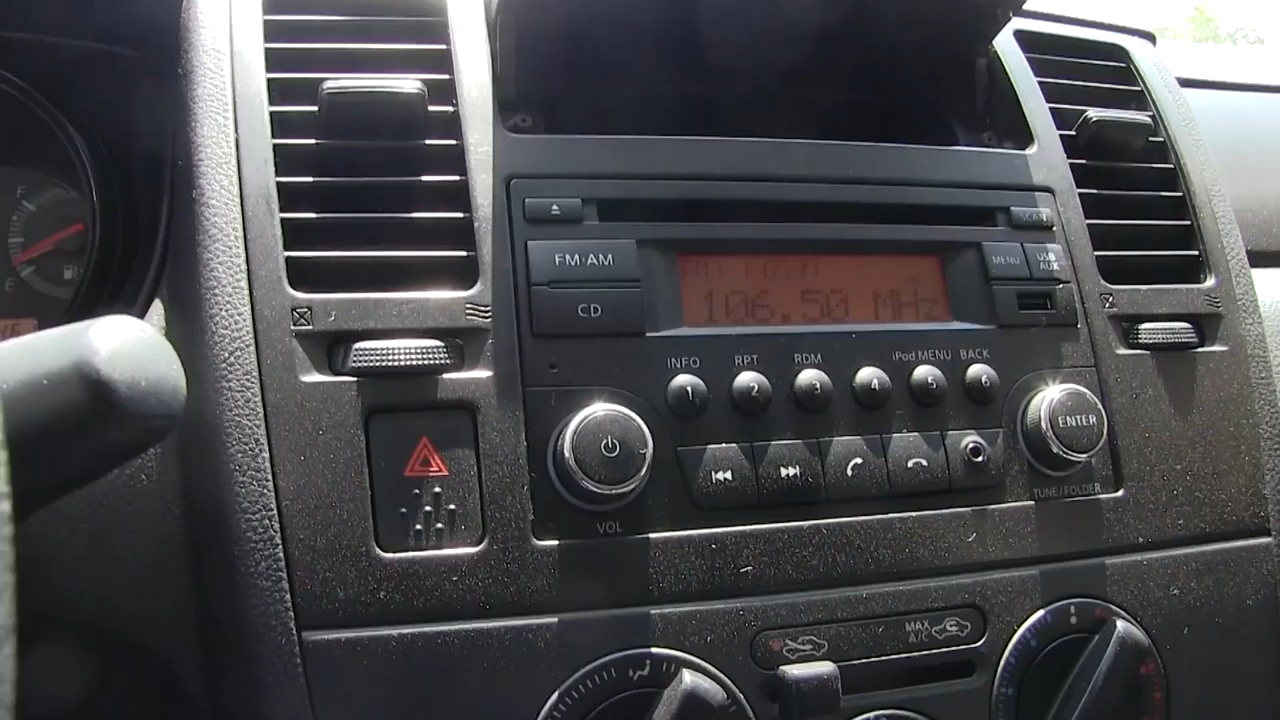 F
E
SCAN
FM·AM
MENU
USB
AUX
106.50 MHz
CD
INFO
RPT
RDM
iPod MENU
BACK
1
2
3
4
5
6
ENTER
VOL
TUNE/FOLDER
MAX
A/C